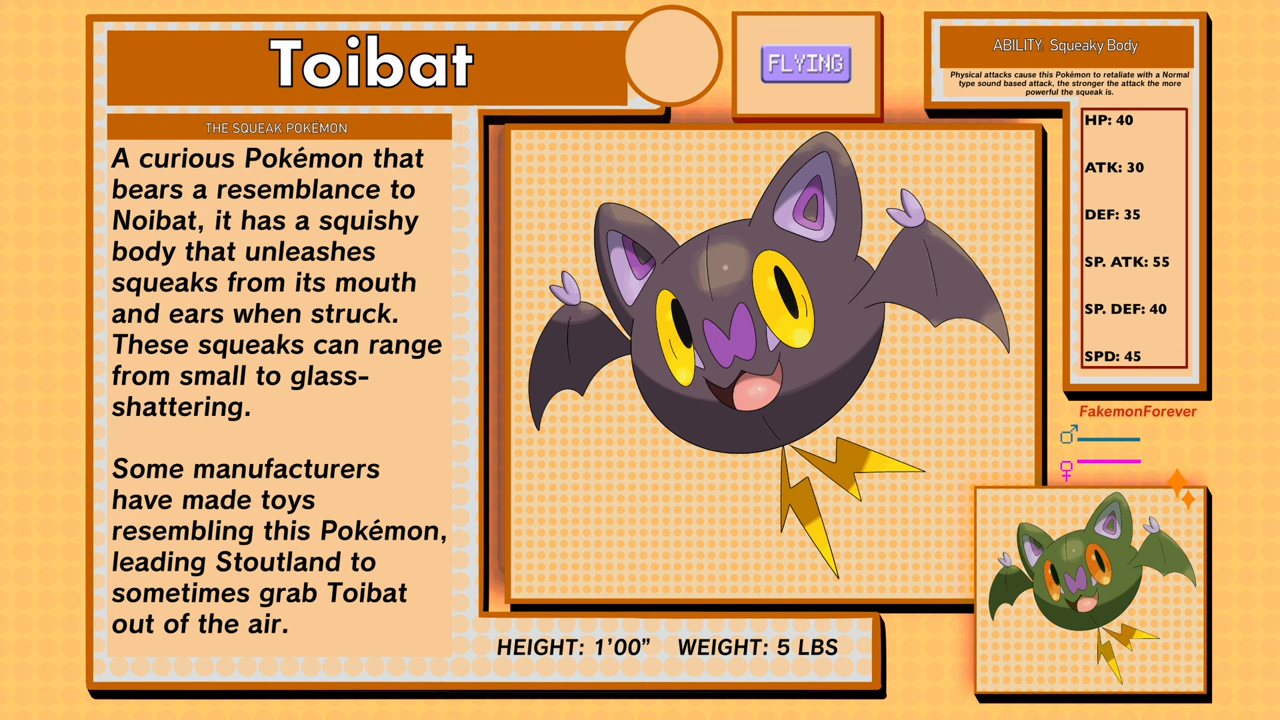 Toibat
FLYING
ABILITY: Squeaky Body
Physical attacks cause this Pokémon to retaliate with a Normal
type sound based attack, the stronger the attack the more
powerful the squeak is.
THE SQUEAK POKÉMON
A curious Pokémon that
bears a resemblance to
Noibat, it has a squishy
body that unleashes
squeaks from its mouth
and ears when struck.
These squeaks can range
from small to glass-
shattering.
Some manufacturers
have made toys
resembling this Pokémon,
leading Stoutland to
sometimes grab Toibat
out of the air.
HP: 40
ATK: 30
DEF: 35
SP. ATK: 55
SP. DEF: 40
SPD: 45
FakemonForever
♂
♀
HEIGHT: 1’00” WEIGHT: 5 LBS